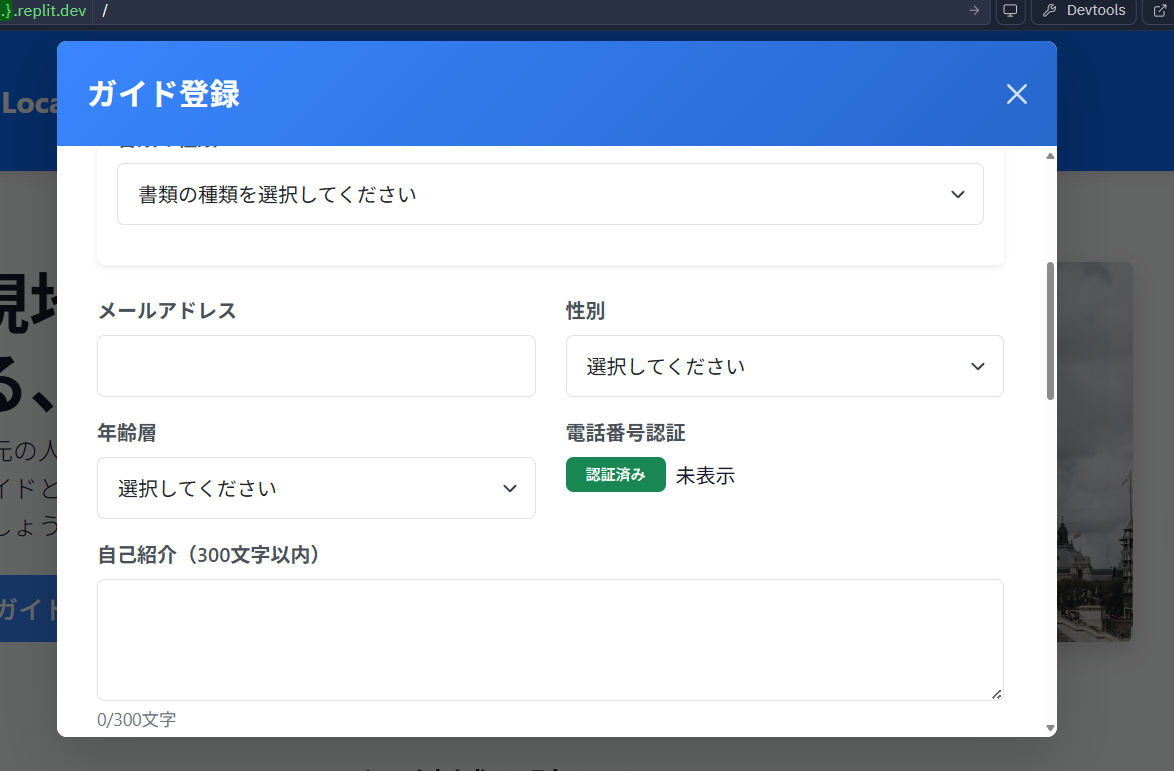 .}.replit.dev /
Devtools
Loca
ガイド登録
書類の種類を選択してください
メールアドレス
性別
選択してください
年齢層
電話番号認証
選択してください
認証済み 未表示
自己紹介（300文字以内）
0/300文字
現地
る、
元の人
イドと
しょう
ガイド